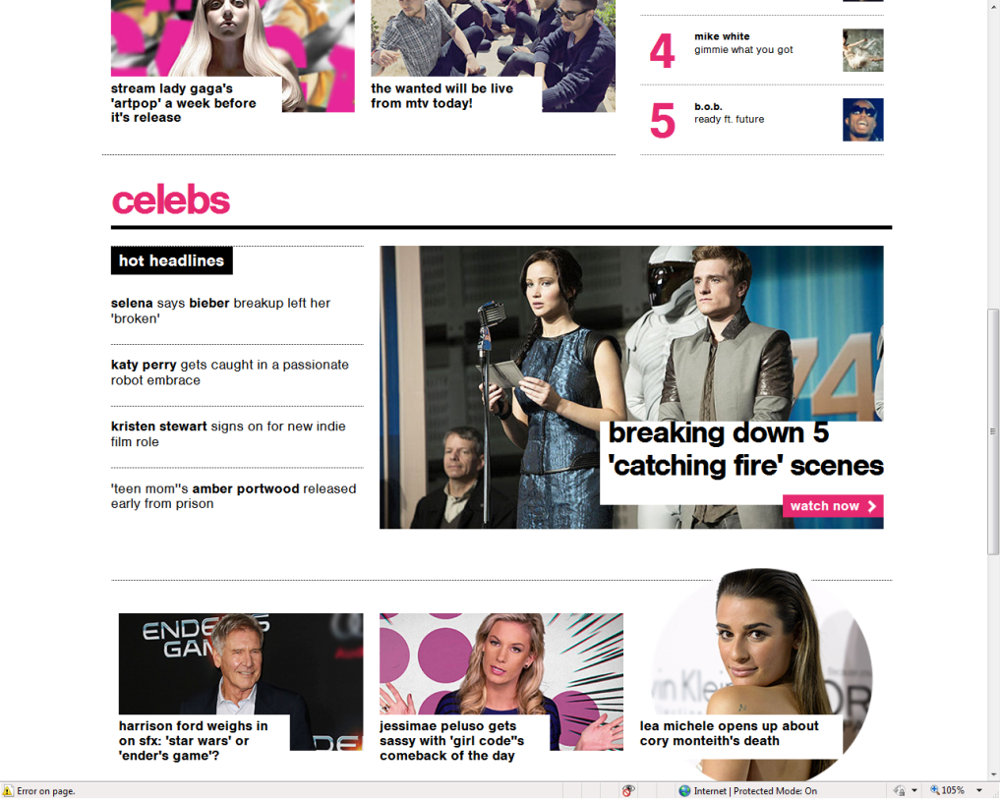 stream lady gaga's
'artpop' a week before
it's release
the wanted will be live
from mtv today!
4
mike white
gimmie what you got
5
b.o.b.
ready ft. future
celebs
hot headlines
selena says bieber breakup left her
'broken'
katy perry gets caught in a passionate
robot embrace
kristen stewart signs on for new indie
film role
'teen mom''s amber portwood released
early from prison
74
breaking down 5
'catching fire' scenes
watch now
ENDER'S
GAM
harrison ford weighs in
on sfx: 'star wars' or
'ender's game'?
jessimae peluso gets
sassy with 'girl code''s
comeback of the day
vin Klein
OR
lea michele opens up about
cory monteith's death
Error on page.
Internet | Protected Mode: On
105%